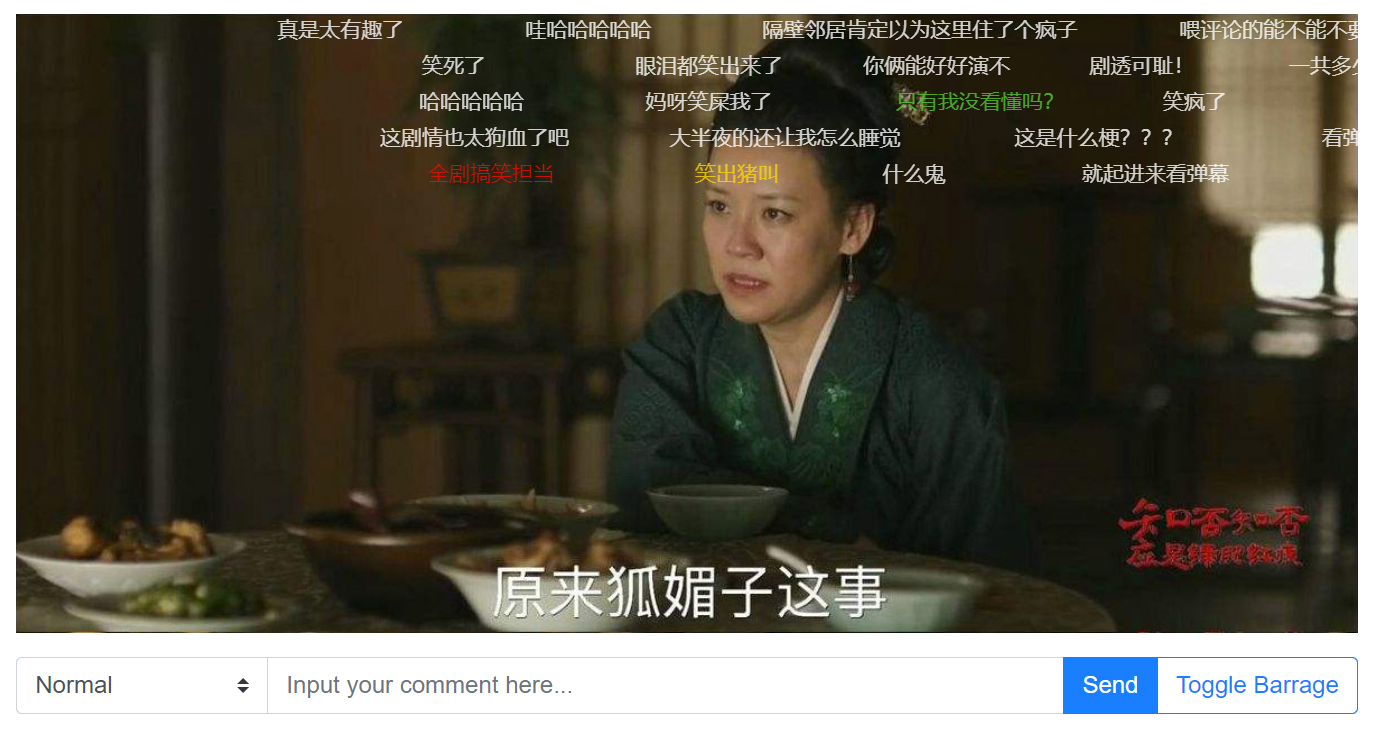 真是太有趣了 哇哈哈哈哈哈 隔壁邻居肯定以为这里住了个疯子 喂评论的能不能不要
笑死了 眼泪都笑出来了 你俩能好好演不 剧透可耻！ 一共多少
哈哈哈哈哈 妈呀笑屎我了 只有我没看懂吗？ 笑疯了
这剧情也太狗血了吧 大半夜的还让我怎么睡觉 这是什么梗？？？ 看弹
全剧搞笑担当 笑出猪叫 什么鬼 就起进来看弹幕
知否知否
应是绿肥红瘦
原来狐媚子这事
Normal Input your comment here... Send Toggle Barrage